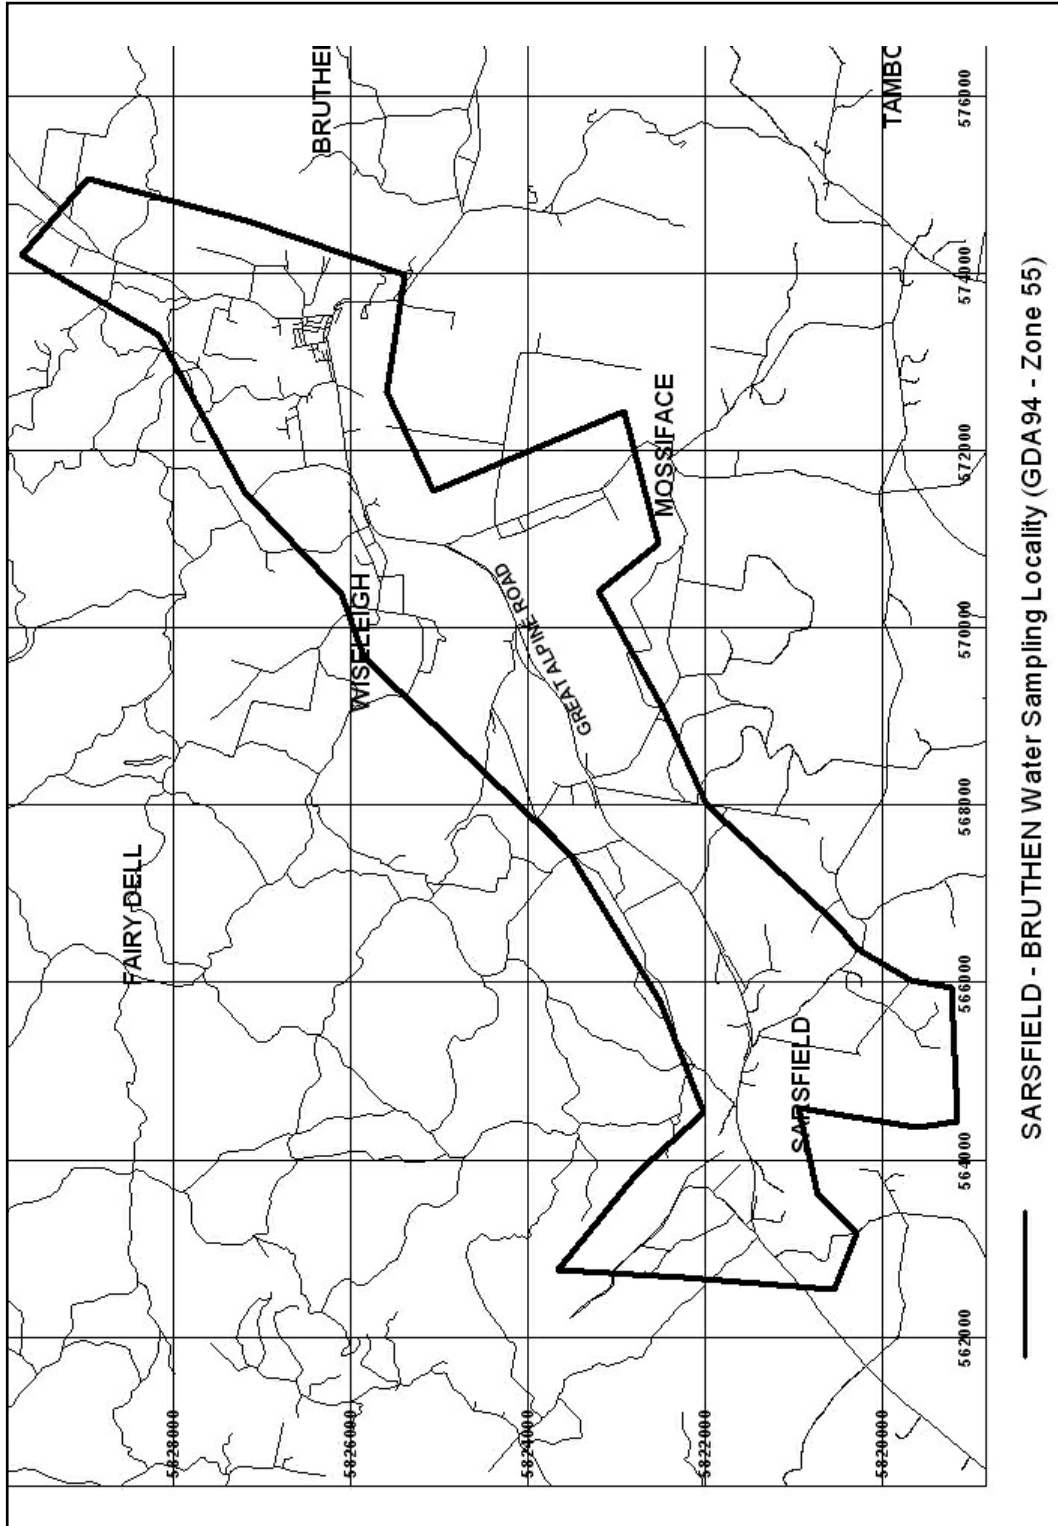 BRUTHEN
TAMBO
576000
574000
572000
570000
568000
566000
564000
562000
FAIRY DELL
WISELEIGH
GREAT ALPINE ROAD
MOSSIFACE
SARSFIELD
5828000
5826000
5824000
5822000
5820000
SARSFIELD - BRUTHEN Water Sampling Locality (GDA94 - Zone 55)